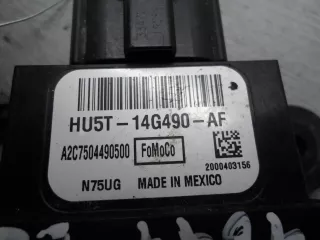 HU5T-14G490-AF
A2C7504490500 FoMoCo
2000403156
N75UG MADE IN MEXICO